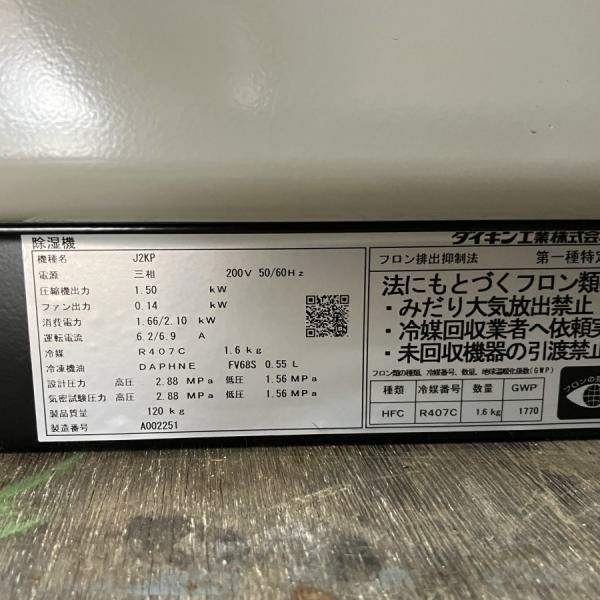 除湿機
機種名 J2KP
電源 三相 200V 50/60Hz
圧縮機出力 1.50 kW
ファン出力 0.14 kW
消費電力 1.66/2.10 kW
運転電流 6.2/6.9 A
冷媒 R407C 1.6kg
冷凍機油 DAPHNE FV68S 0.55L
設計圧力 高圧 2.88 MPa 低圧 1.56 MPa
気密試験圧力 高圧 2.88 MPa 低圧 1.56 MPa
製品質量 120kg
製造番号 A002251
ダイキン工業株式会
フロン排出抑制法 第一種特定
法にもとづくフロン類
・みだり大気放出禁止
・冷媒回収業者へ依頼実
・未回収機器の引渡禁止
フロン類の種類、冷媒番号、数量、地球温暖化係数(GWP)
種類 冷媒番号 数量 GWP
HFC R407C 1.6kg 1770
フロンの見